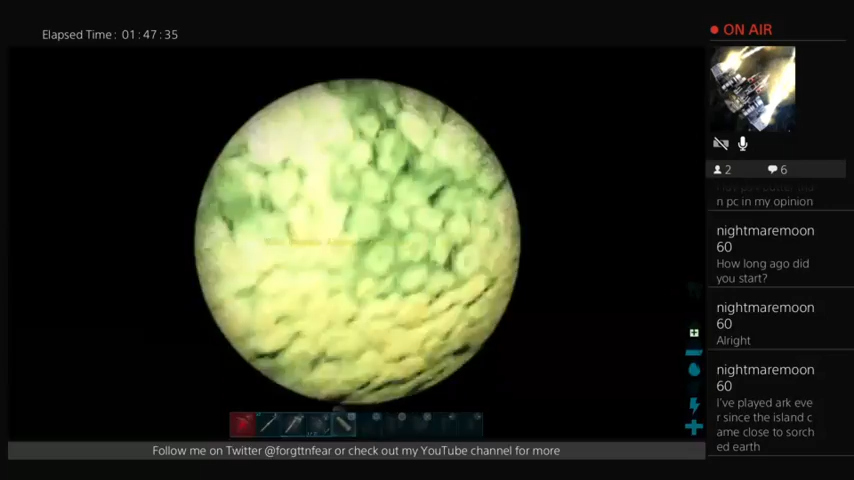 Elapsed Time : 01:47:35
ON AIR
2
6
n pc in my opinion
nightmaremoon
60
How long ago did
you start?
nightmaremoon
60
Alright
nightmaremoon
60
I've played ark eve
r since the island c
ame close to scorch
ed earth
Follow me on Twitter @forgttnfear or check out my YouTube channel for more